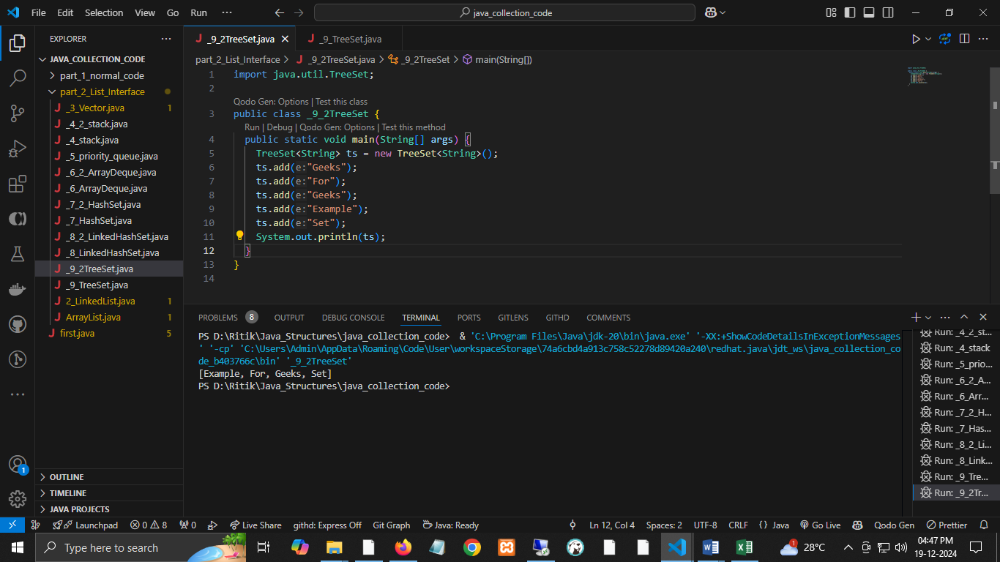 File Edit Selection View Go Run ···
java_collection_code
EXPLORER ···
JAVA_COLLECTION_CODE
part_1_normal_code
part_2_List_Interface
_3_Vector.java 1
_4_2_stack.java
_4_stack.java
_5_priority_queue.java
_6_2_ArrayDeque.java
_6_ArrayDeque.java
_7_2_HashSet.java
_7_HashSet.java
_8_2_LinkedHashSet.java
_8_LinkedHashSet.java
_9_2TreeSet.java
_9_TreeSet.java
2_LinkedList.java 1
ArrayList.java 1
first.java 5
OUTLINE
TIMELINE
JAVA PROJECTS
1
_9_2TreeSet.java
_9_TreeSet.java
part_2_List_Interface > _9_2TreeSet.java > _9_2TreeSet > main(String[])
1 import java.util.TreeSet;
2
Qodo Gen: Options | Test this class
3 public class _9_2TreeSet {
Run | Debug | Qodo Gen: Options | Test this method
4 public static void main(String[] args) {
5 TreeSet<String> ts = new TreeSet<String>();
6 ts.add(e:"Geeks");
7 ts.add(e:"For");
8 ts.add(e:"Geeks");
9 ts.add(e:"Example");
10 ts.add(e:"Set");
11 System.out.println(ts);
12 }
13 }
14
PROBLEMS 8 OUTPUT DEBUG CONSOLE TERMINAL PORTS GITLENS GITHD COMMENTS
PS D:\Ritik\Java_Structures\java_collection_code> & 'C:\Program Files\Java\jdk-20\bin\java.exe' '-XX:+ShowCodeDetailsInExceptionMessages
' '-cp' 'C:\Users\Admin\AppData\Roaming\Code\User\workspaceStorage\74a6cbd4a913c758c52278d89420a240\redhat.java\jdt_ws\java_collection_co
de_b403766c\bin' '_9_2TreeSet'
[Example, For, Geeks, Set]
PS D:\Ritik\Java_Structures\java_collection_code>
Run: _4_2_st...
Run: _4_stack
Run: _5_prio...
Run: _6_2_A...
Run: _6_Arr...
Run: _7_2_H...
Run: _7_Has...
Run: _8_2_Li...
Run: _8_Link...
Run: _9_Tre...
Run: _9_2Tr...
Launchpad 0 8 0 Live Share githd: Express Off Git Graph Java: Ready Ln 12, Col 4 Spaces: 2 UTF-8 CRLF {} Java Go Live Qodo Gen Prettier
Type here to search
1 28°C
04:47 PM
19-12-2024